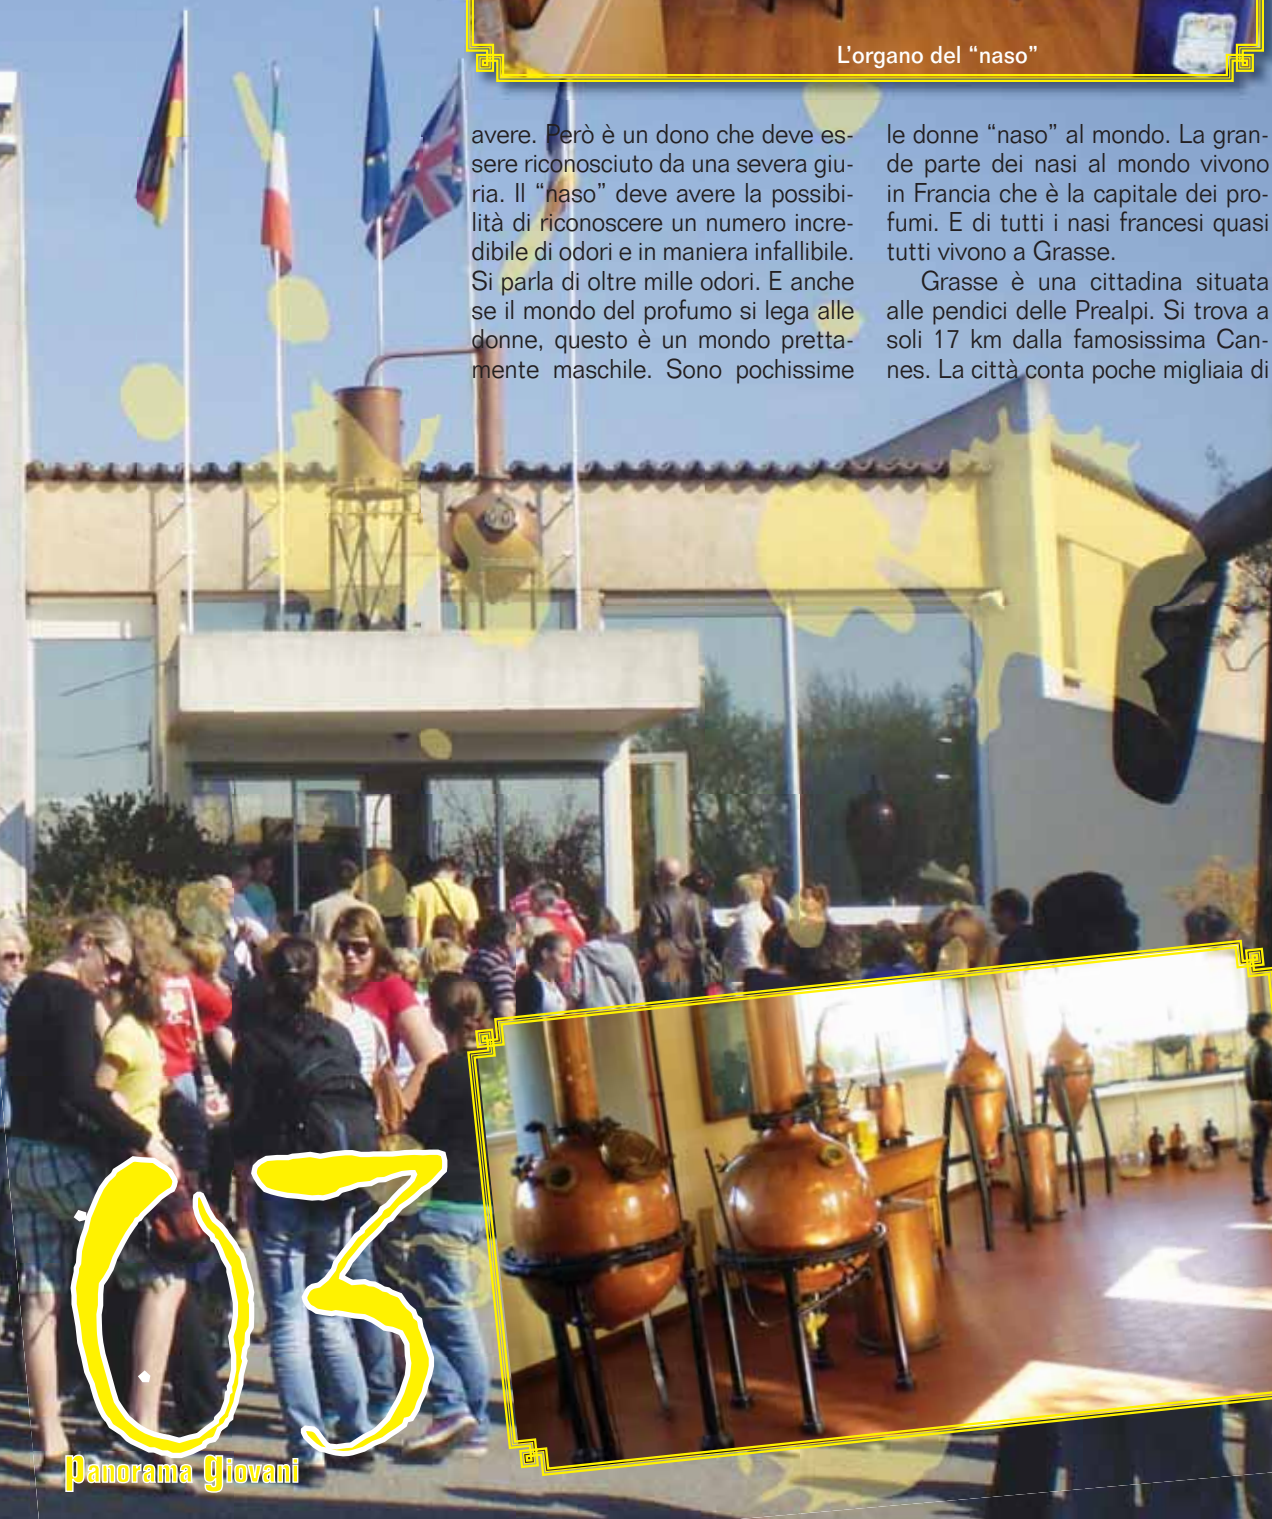 L'organo del “naso”
avere. Però è un dono che deve es-
sere riconosciuto da una severa giu-
ria. Il “naso” deve avere la possibi-
lità di riconoscere un numero incre-
dibile di odori e in maniera infallibile.
Si parla di oltre mille odori. E anche
se il mondo del profumo si lega alle
donne, questo è un mondo pretta-
mente maschile. Sono pochissime
le donne “naso” al mondo. La gran-
de parte dei nasi al mondo vivono
in Francia che è la capitale dei pro-
fumi. E di tutti i nasi francesi quasi
tutti vivono a Grasse.
Grasse è una cittadina situata
alle pendici delle Prealpi. Si trova a
soli 17 km dalla famosissima Can-
nes. La città conta poche migliaia di
03
Panorama Giovani